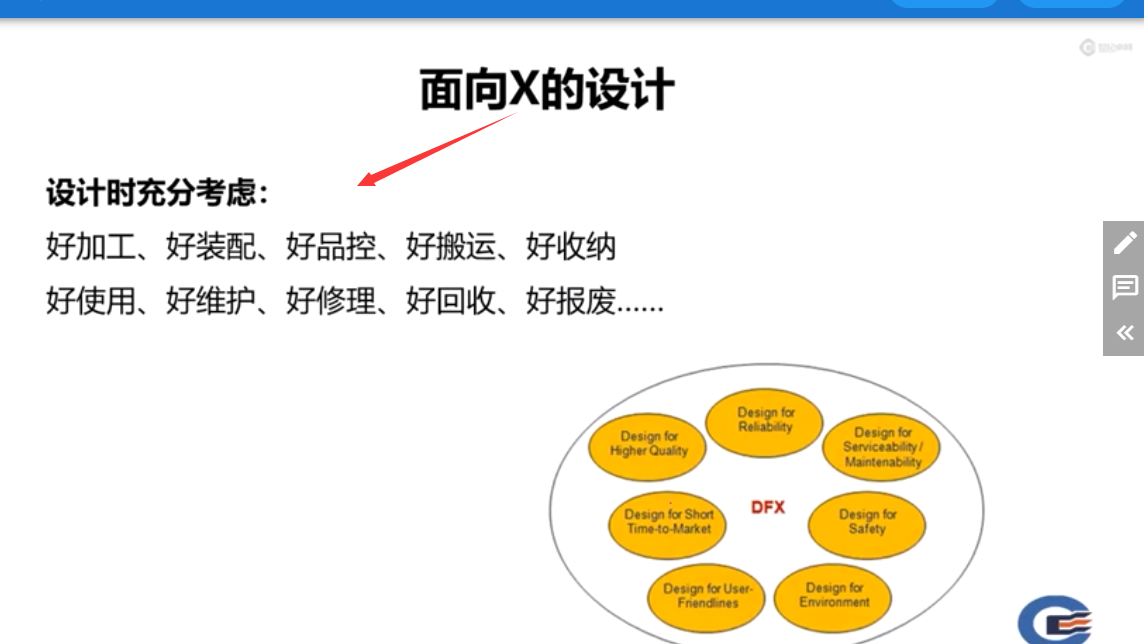 面向X的设计
设计时充分考虑：
好加工、好装配、好品控、好搬运、好收纳
好使用、好维护、好修理、好回收、好报废......
Design for
Reliability
Design for
Higher Quality
Design for
Serviceability /
Maintenability
DFX
Design for Short
Time-to-Market
Design for
Safety
Design for User-
Friendlines
Design for
Environment